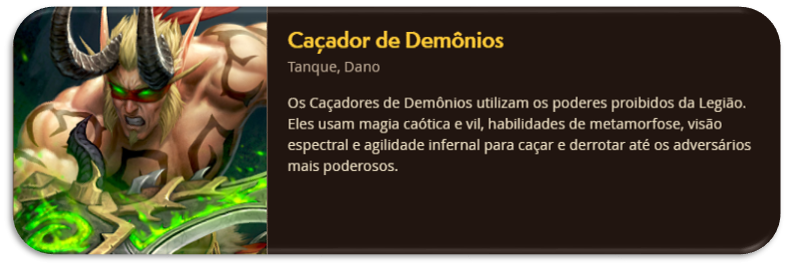 Caçador de Demônios
Tanque, Dano
Os Caçadores de Demônios utilizam os poderes proibidos da Legião.
Eles usam magia caótica e vil, habilidades de metamorfose, visão
espectral e agilidade infernal para caçar e derrotar até os adversários
mais poderosos.